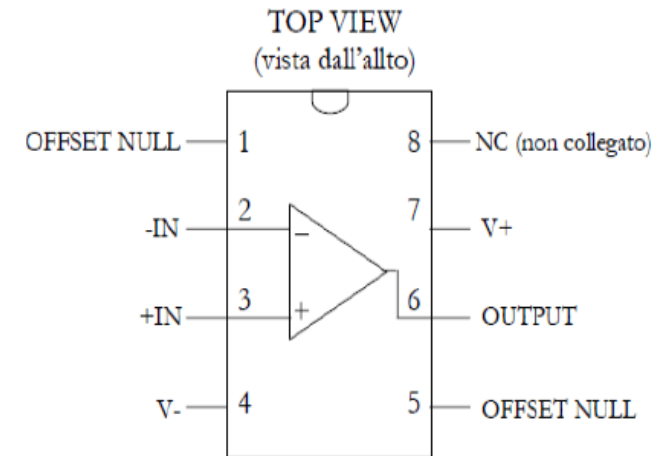 TOP VIEW
(vista dall'allto)
OFFSET NULL 1 8 NC (non collegato)
-IN 2 − 7 V+
+IN 3 + 6 OUTPUT
V- 4 5 OFFSET NULL